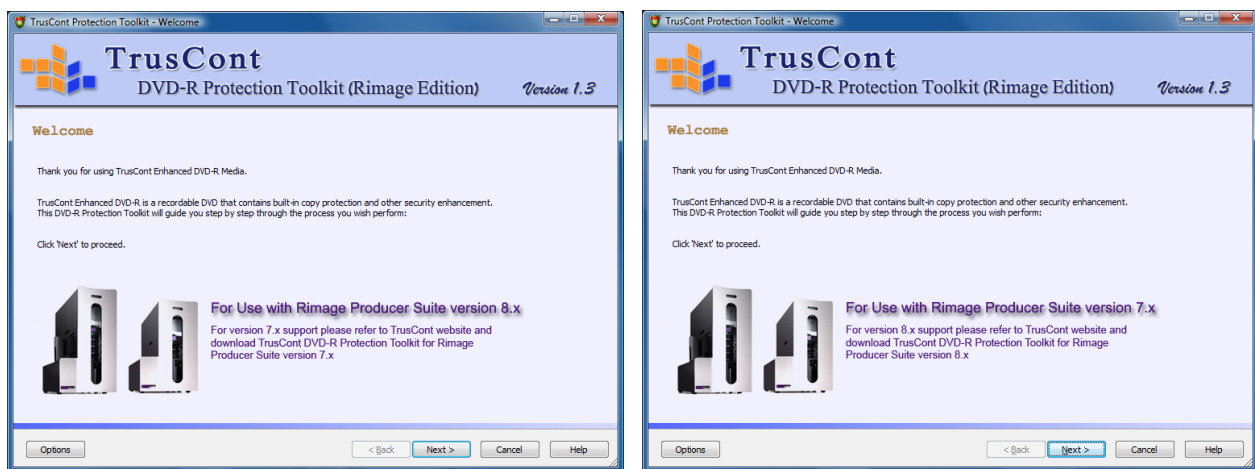 TrusCont Protection Toolkit - Welcome
TrusCont
DVD-R Protection Toolkit (Rimage Edition)
Version 1.3
Welcome
Thank you for using TrusCont Enhanced DVD-R Media.
TrusCont Enhanced DVD-R is a recordable DVD that contains built-in copy protection and other security enhancement.
This DVD-R Protection Toolkit will guide you step by step through the process you wish perform:
Click 'Next' to proceed.
For Use with Rimage Producer Suite version 8.x
For version 7.x support please refer to TrusCont website and
download TrusCont DVD-R Protection Toolkit for Rimage
Producer Suite version 7.x
Options
< Back
Next >
Cancel
Help
TrusCont Protection Toolkit - Welcome
TrusCont
DVD-R Protection Toolkit (Rimage Edition)
Version 1.3
Welcome
Thank you for using TrusCont Enhanced DVD-R Media.
TrusCont Enhanced DVD-R is a recordable DVD that contains built-in copy protection and other security enhancement.
This DVD-R Protection Toolkit will guide you step by step through the process you wish perform:
Click 'Next' to proceed.
For Use with Rimage Producer Suite version 7.x
For version 8.x support please refer to TrusCont website and
download TrusCont DVD-R Protection Toolkit for Rimage
Producer Suite version 8.x
Options
< Back
Next >
Cancel
Help